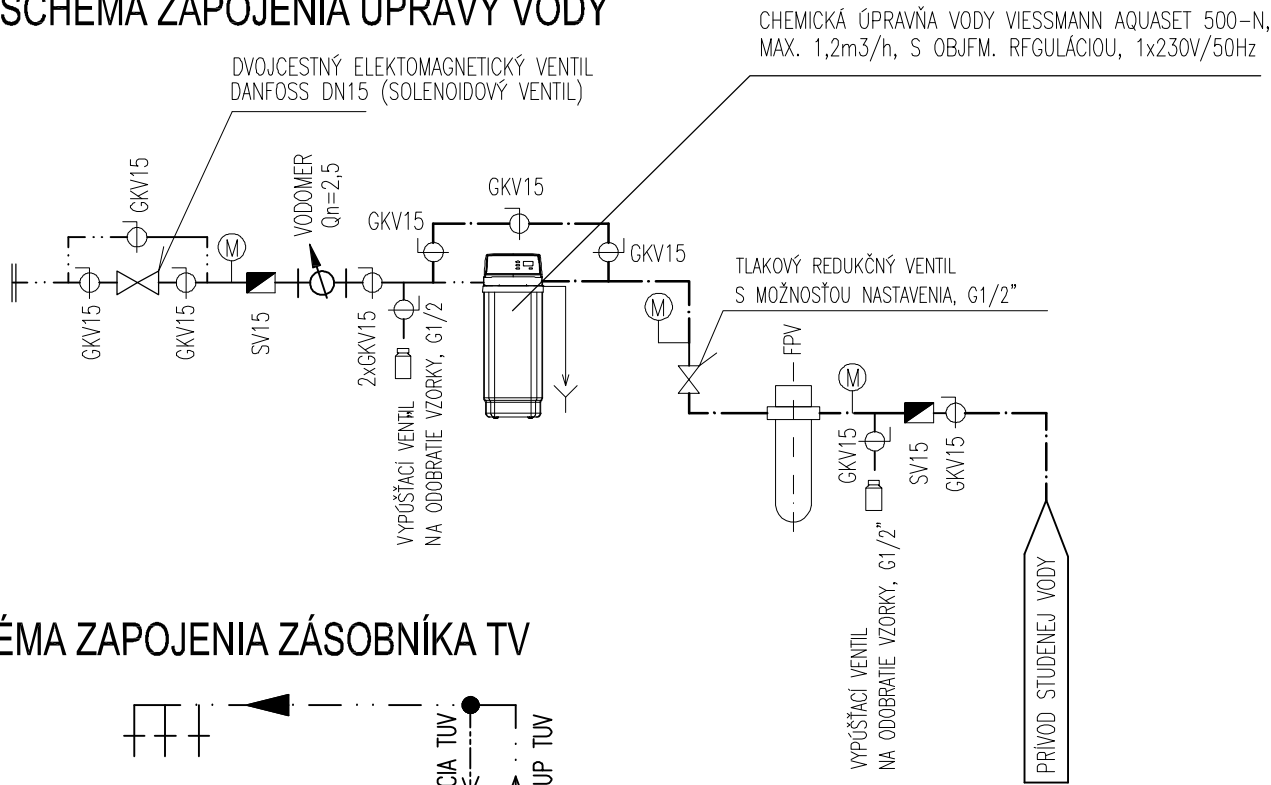 SCHÉMA ZAPOJENIA ÚPRAVY VODY
CHEMICKÁ ÚPRAVŇA VODY VIESSMANN AQUASET 500-N,
MAX. 1,2m3/h, S OBJFM. RFGULÁCIOU, 1x230V/50Hz
DVOJCESTNÝ ELEKTOMAGNETICKÝ VENTIL
DANFOSS DN15 (SOLENOIDOVÝ VENTIL)
GKV15
M
VODOMER
Qn=2,5
GKV15
GKV15
GKV15
GKV15
GKV15
SV15
2xGKV15
VYPÚŠŤACÍ VENTIL
NA ODOBRATIE VZORKY, G1/2
TLAKOVÝ REDUKČNÝ VENTIL
S MOŽNOSŤOU NASTAVENIA, G1/2"
M
FPV
M
GKV15
SV15
GKV15
VYPÚŠŤACÍ VENTIL
NA ODOBRATIE VZORKY, G1/2"
PRÍVOD STUDENEJ VODY
ÉMA ZAPOJENIA ZÁSOBNÍKA TV
CIA TUV
UP TUV